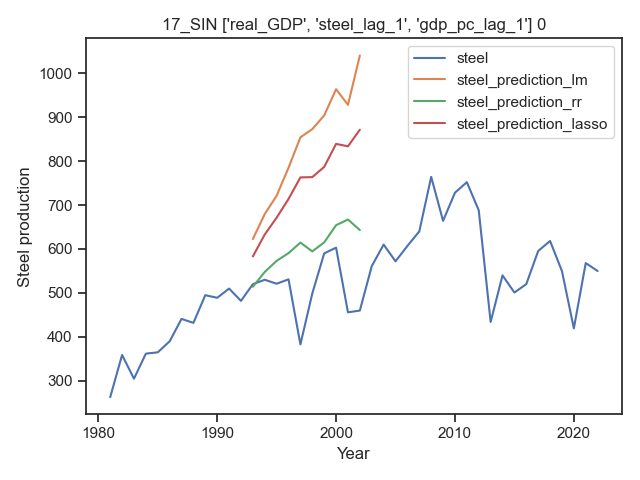 17_SIN ['real_GDP', 'steel_lag_1', 'gdp_pc_lag_1'] 0
steel
steel_prediction_lm
steel_prediction_rr
steel_prediction_lasso
Steel production
1000
900
800
700
600
500
400
300
1980
1990
2000
2010
2020
Year